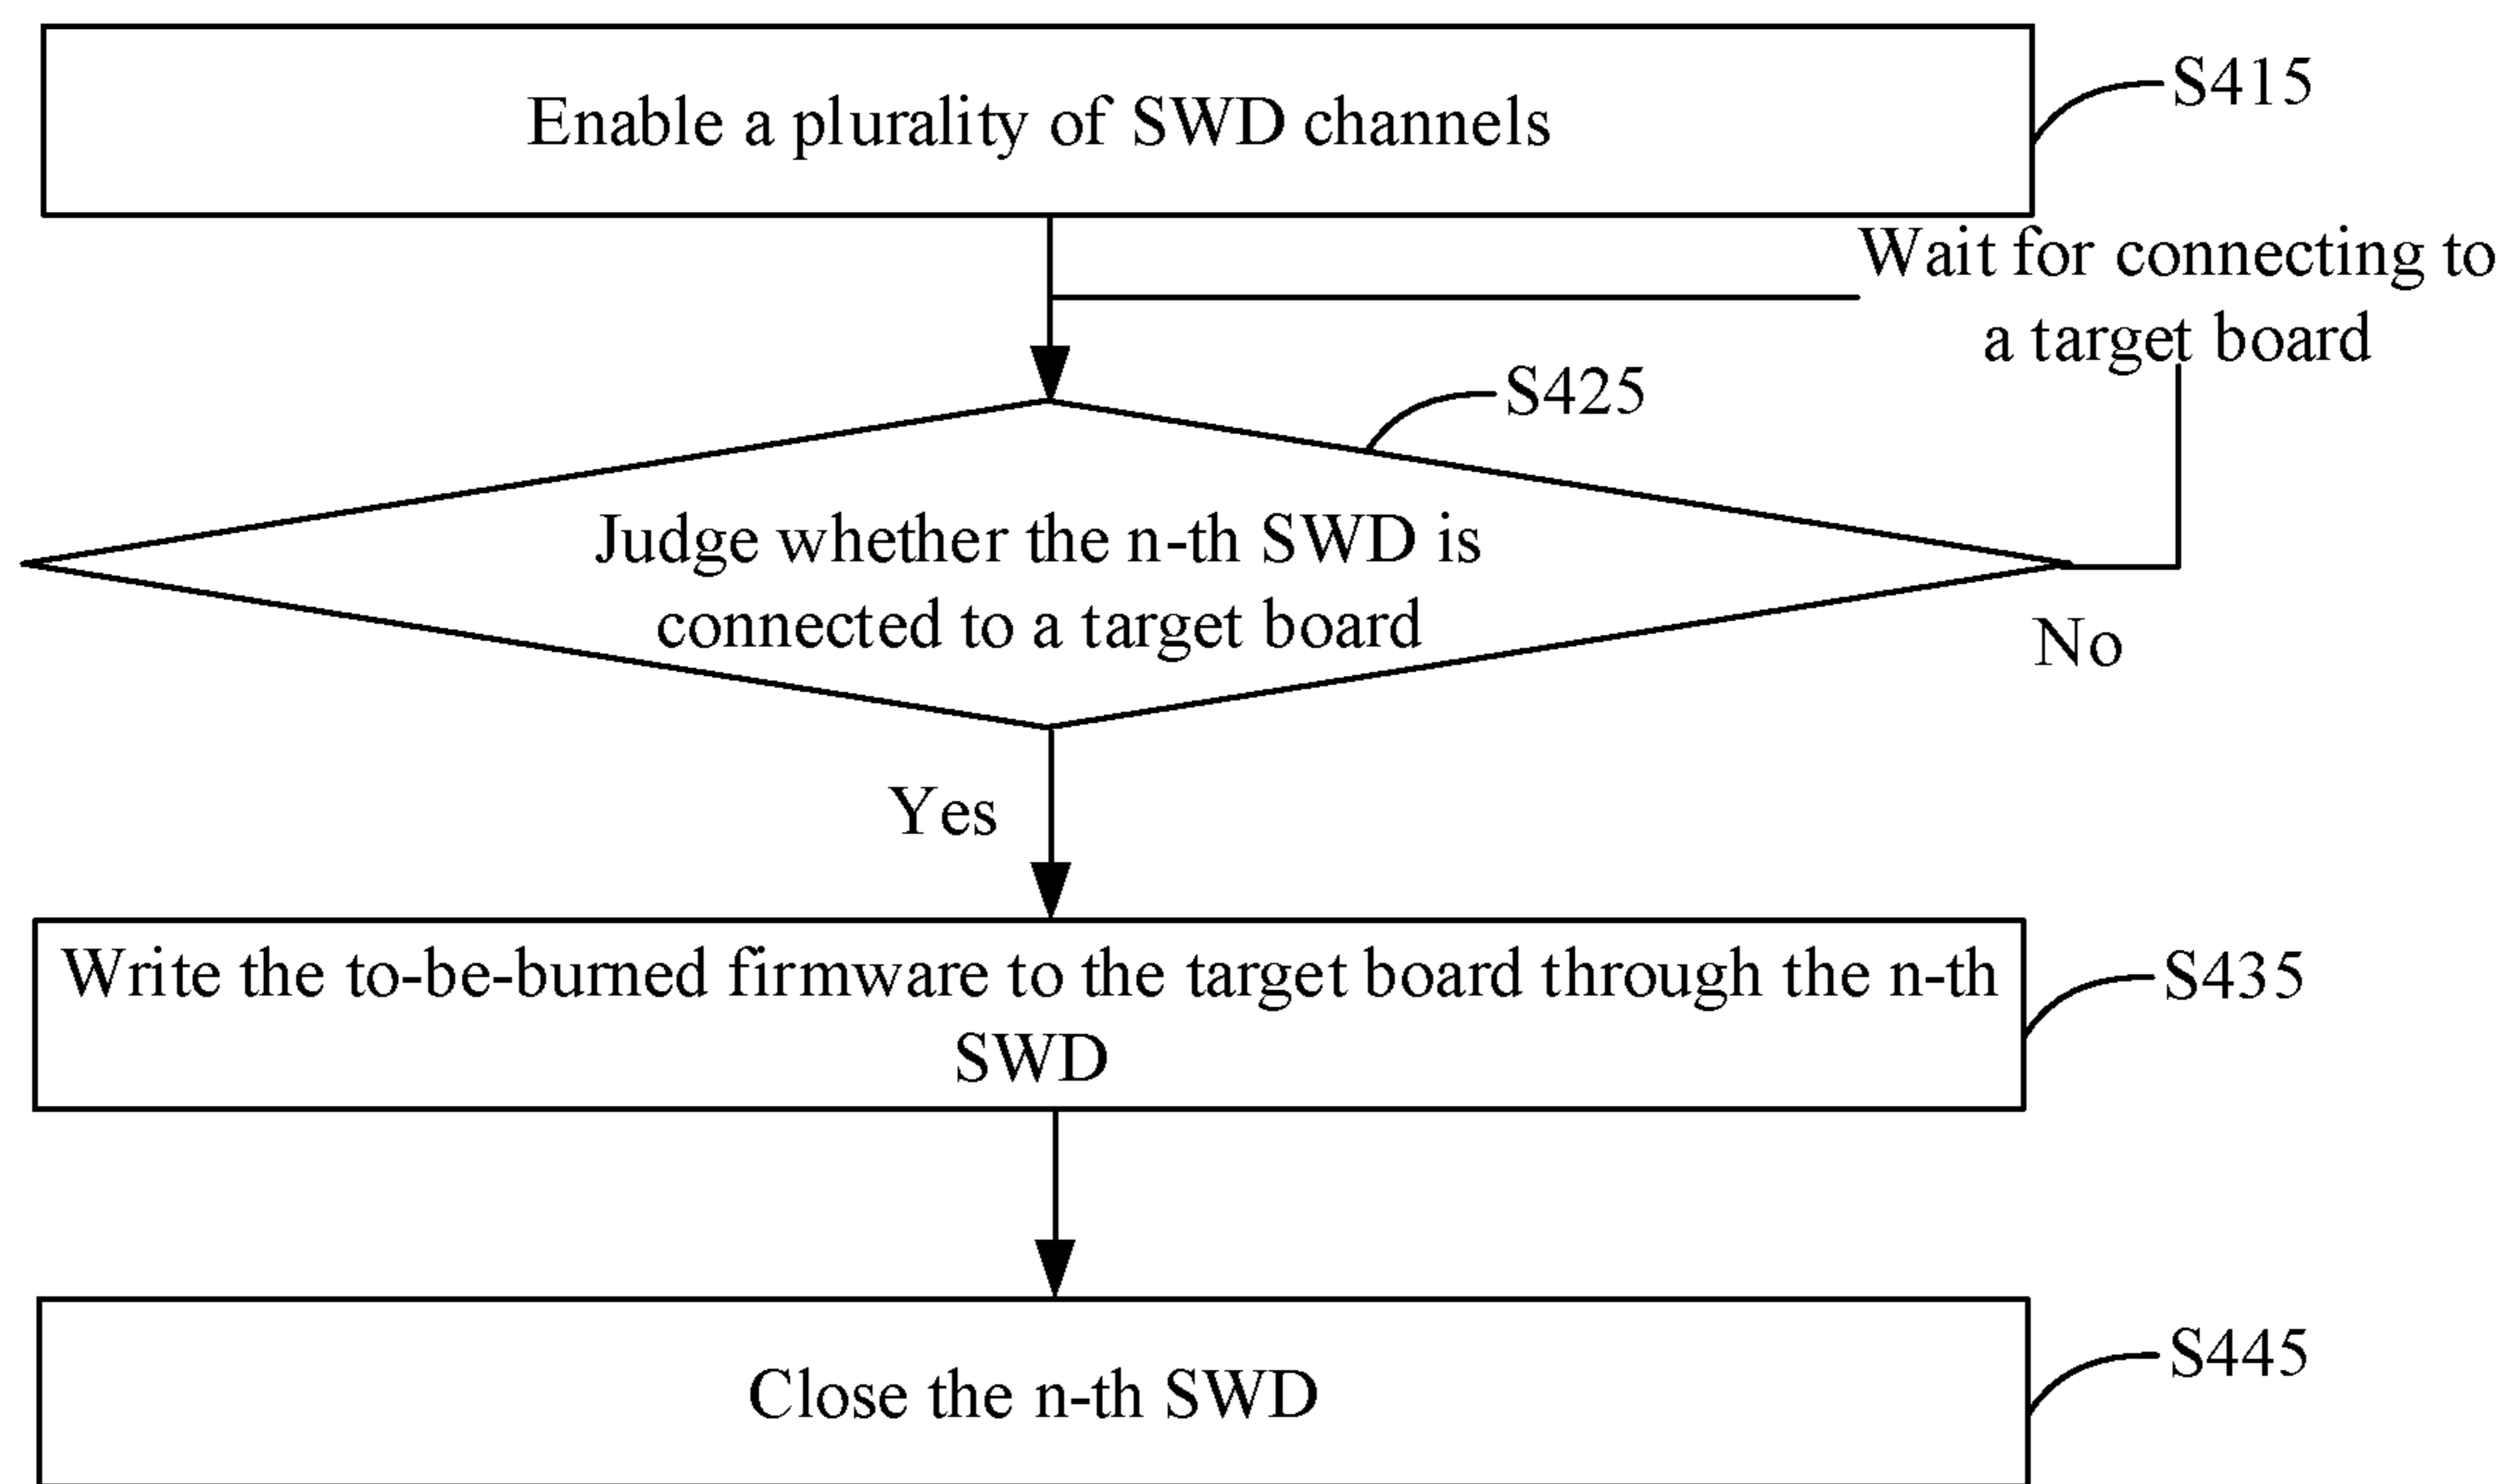 Enable a plurality of SWD channels
S415
Wait for connecting to
a target board
S425
Judge whether the n-th SWD is
connected to a target board
No
Yes
Write the to-be-burned firmware to the target board through the n-th
SWD
S435
Close the n-th SWD
S445